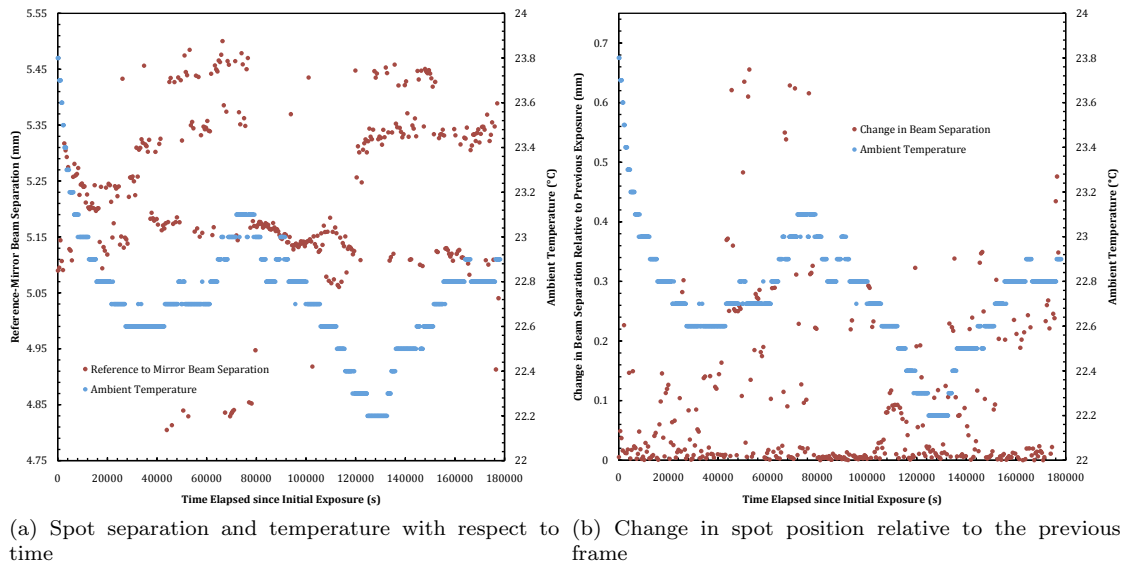 5.55
5.45
5.35
5.25
5.15
5.05
4.95
4.85
4.75
Reference-Mirror Beam Separation (mm)
24
23.8
23.6
23.4
23.2
23
22.8
22.6
22.4
22.2
22
Ambient Temperature (°C)
Reference to Mirror Beam Separation
Ambient Temperature
0 20000 40000 60000 80000 100000 120000 140000 160000 180000
Time Elapsed since Initial Exposure (s)
(a) Spot separation and temperature with respect to
time
0.7
0.6
0.5
0.4
0.3
0.2
0.1
0
Change in Beam Separation Relative to Previous Exposure (mm)
24
23.8
23.6
23.4
23.2
23
22.8
22.6
22.4
22.2
22
Ambient Temperature (°C)
Change in Beam Separation
Ambient Temperature
0 20000 40000 60000 80000 100000 120000 140000 160000 180000
Time Elapsed since Initial Exposure (s)
(b) Change in spot position relative to the previous
frame